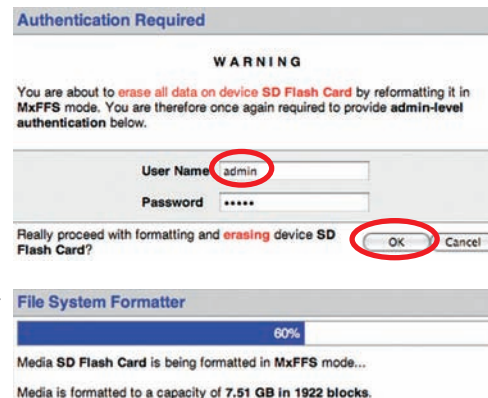 Authentication Required
WARNING
You are about to erase all data on device SD Flash Card by reformatting it in
MxFFS mode. You are therefore once again required to provide admin-level
authentication below.
User Name admin
Password •••••
Really proceed with formatting and erasing device SD
Flash Card?
OK Cancel
File System Formatter
60%
Media SD Flash Card is being formatted in MxFFS mode...
Media is formatted to a capacity of 7.51 GB in 1922 blocks.